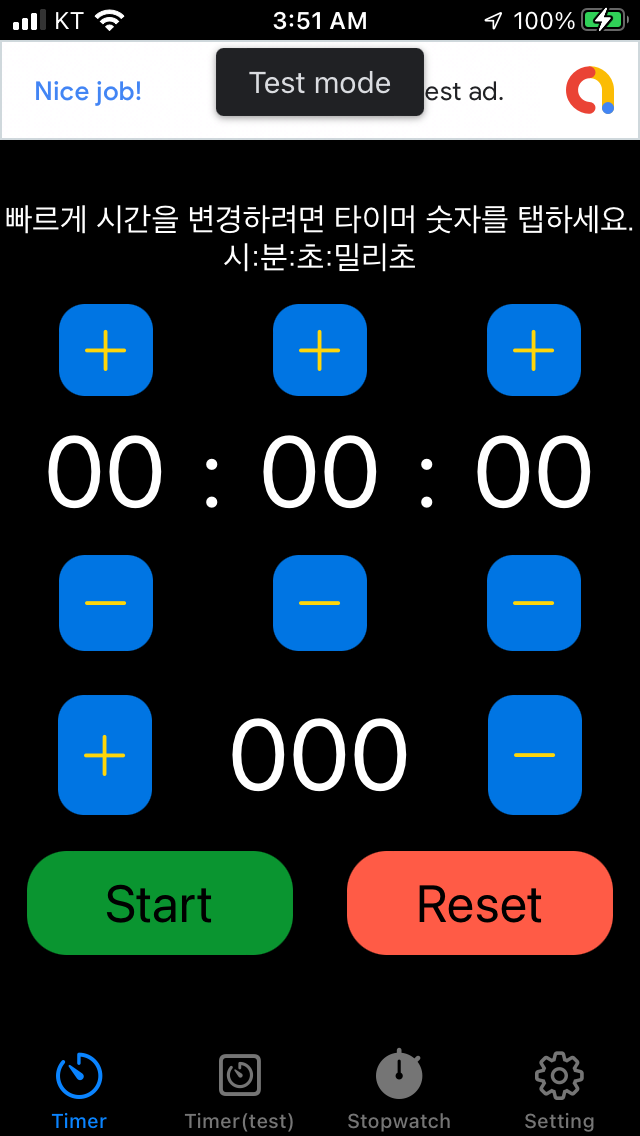 KT 3:51 AM 100%
Nice job! Test mode est ad.
빠르게 시간을 변경하려면 타이머 숫자를 탭하세요.
시:분:초:밀리초
+ + +
00 : 00 : 00
− − −
+ 000 −
Start Reset
Timer Timer(test) Stopwatch Setting